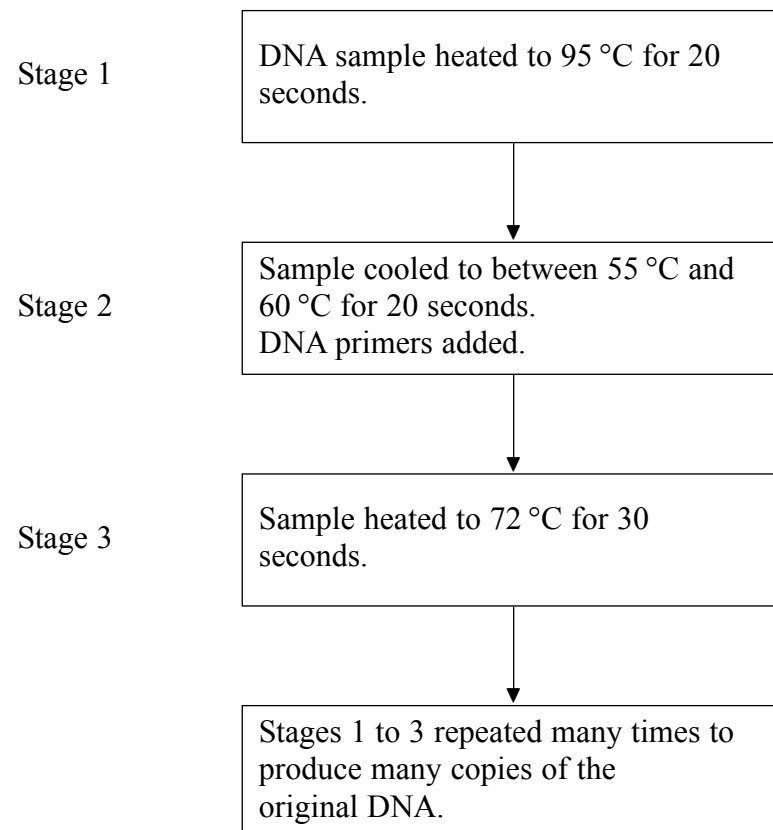 Stage 1
DNA sample heated to 95 °C for 20
seconds.
Stage 2
Sample cooled to between 55 °C and
60 °C for 20 seconds.
DNA primers added.
Stage 3
Sample heated to 72 °C for 30
seconds.
Stages 1 to 3 repeated many times to
produce many copies of the
original DNA.